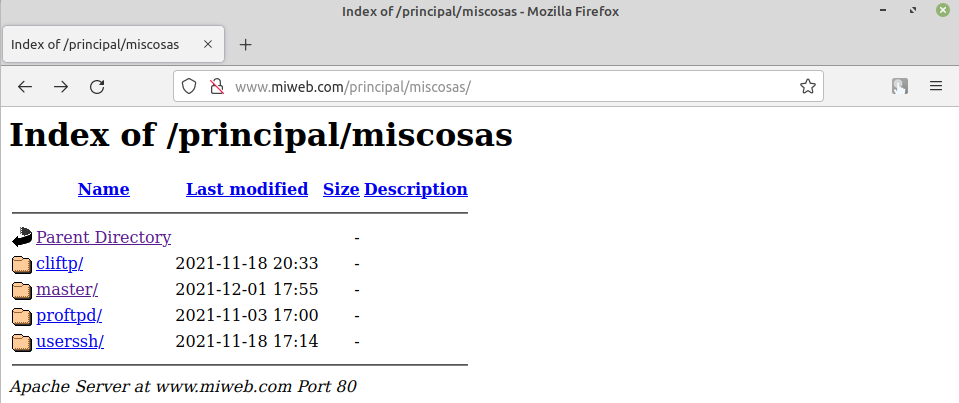 Index of /principal/miscosas - Mozilla Firefox
Index of /principal/miscosas
www.miweb.com/principal/miscosas/
Index of /principal/miscosas
Name Last modified Size Description
Parent Directory -
cliftp/ 2021-11-18 20:33 -
master/ 2021-12-01 17:55 -
proftpd/ 2021-11-03 17:00 -
userssh/ 2021-11-18 17:14 -
Apache Server at www.miweb.com Port 80